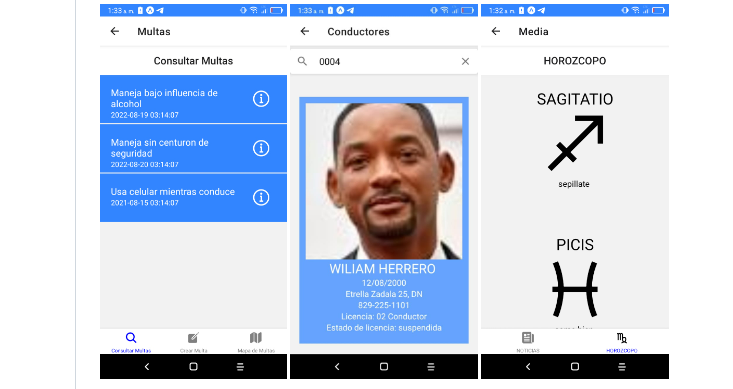 1:33 a. m.
Multas
Consultar Multas
Maneja bajo influencia de
alcohol
2022-08-19 03:14:07
Maneja sin centuron de
seguridad
2022-08-20 03:14:07
Usa celular mientras conduce
2021-08-15 03:14:07
Consultar Multas
Crear Multa
Mapa de Multas
1:33 a. m.
Conductores
0004
WILIAM HERRERO
12/08/2000
Etrella Zadala 25, DN
829-225-1101
Licencia: 02 Conductor
Estado de licencia: suspendida
1:32 a. m.
Media
HOROZCOPO
SAGITATIO
sepillate
PICIS
NOTICIAS
HOROZCOPO